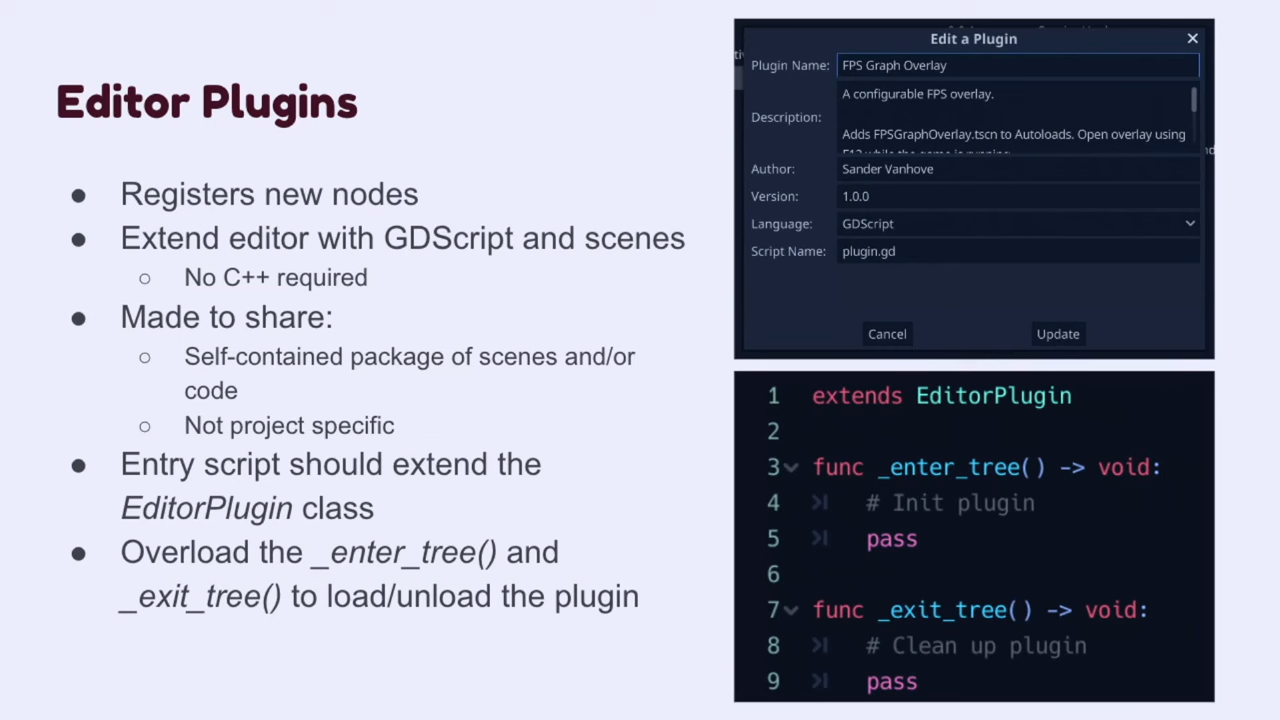 Editor Plugins
● Registers new nodes
● Extend editor with GDScript and scenes
○ No C++ required
● Made to share:
○ Self-contained package of scenes and/or
code
○ Not project specific
● Entry script should extend the
EditorPlugin class
● Overload the _enter_tree() and
_exit_tree() to load/unload the plugin
Edit a Plugin
Plugin Name: FPS Graph Overlay
Description: A configurable FPS overlay.
Adds FPSGraphOverlay.tscn to Autoloads. Open overlay using
Author: Sander Vanhove
Version: 1.0.0
Language: GDScript
Script Name: plugin.gd
Cancel Update
1 extends EditorPlugin
2
3 func _enter_tree() -> void:
4 # Init plugin
5 pass
6
7 func _exit_tree() -> void:
8 # Clean up plugin
9 pass